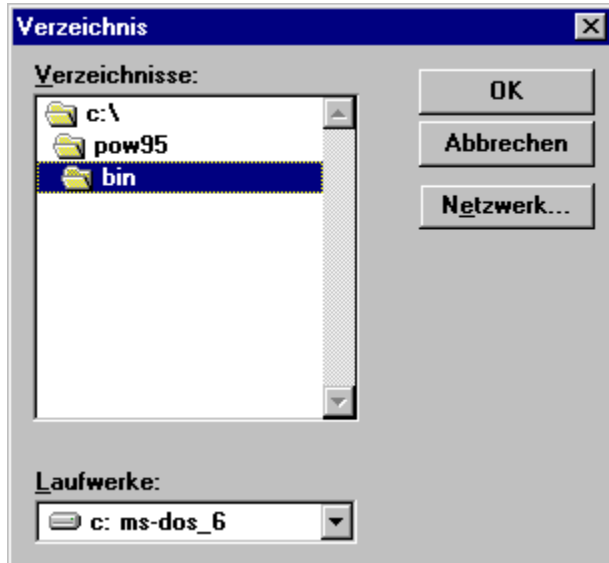 Verzeichnis
Verzeichnisse:
c:\
pow95
bin
OK
Abbrechen
Netzwerk...
Laufwerke:
c: ms-dos_6